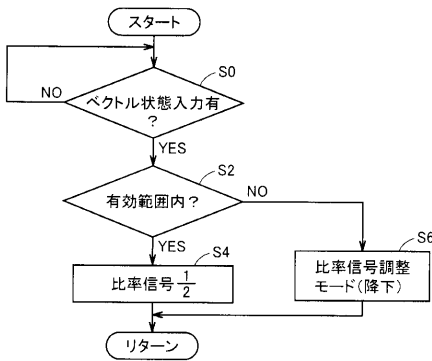 スタート
S0
NO
ベクトル状態入力有
?
YES
S2
有効範囲内?
NO
YES
S4
比率信号 1/2
S6
比率信号調整
モード(降下)
リターン